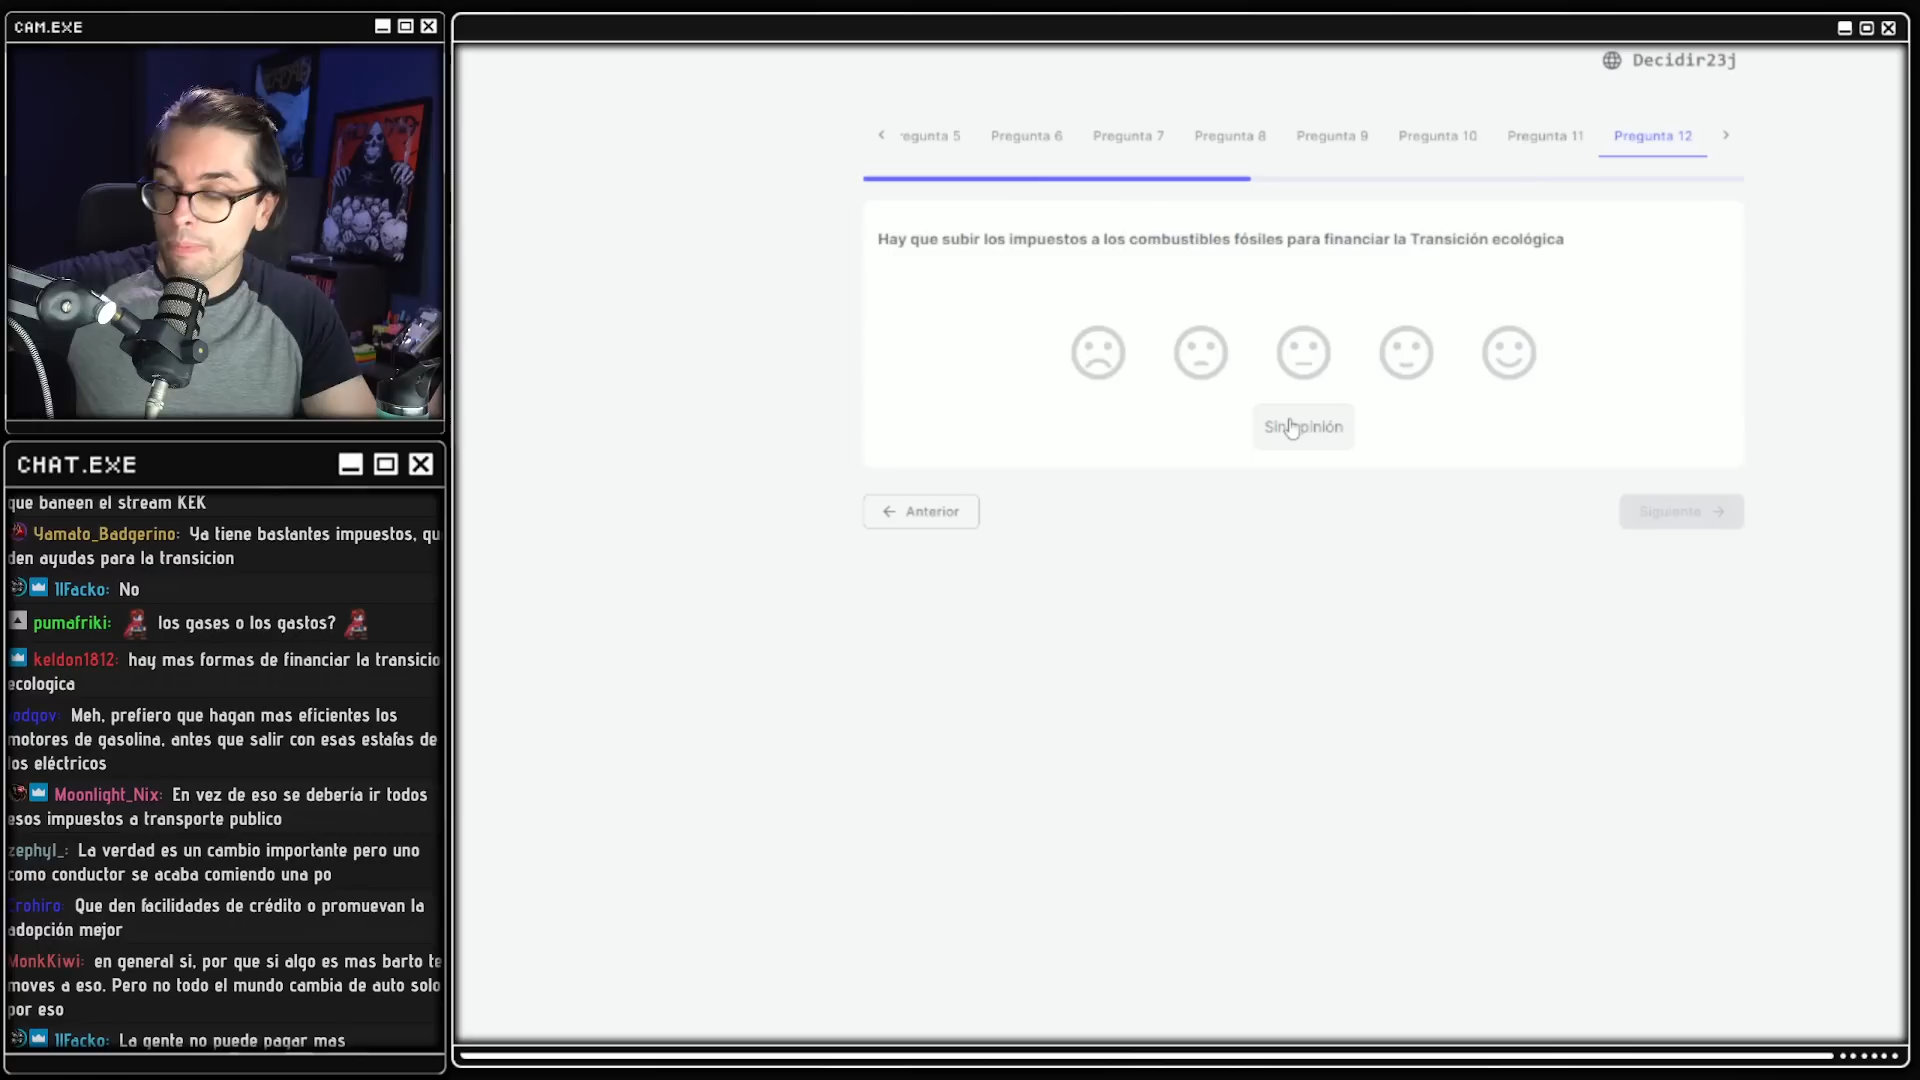 CAM.EXE
Decidir23j
regunta 5 Pregunta 6 Pregunta 7 Pregunta 8 Pregunta 9 Pregunta 10 Pregunta 11 Pregunta 12
Hay que subir los impuestos a los combustibles fósiles para financiar la Transición ecológica
Sin opinión
Anterior
Siguiente
CHAT.EXE
que baneen el stream KEK
Yamato_Badgerino: Ya tiene bastantes impuestos, qu
den ayudas para la transicion
11Facko: No
pumafriki: los gases o los gastos?
keldon1812: hay mas formas de financiar la transicio
ecologica
odgov: Meh, prefiero que hagan mas eficientes los
motores de gasolina, antes que salir con esas estafas de
los eléctricos
Moonlight_Nix: En vez de eso se debería ir todos
esos impuestos a transporte publico
zephyl_: La verdad es un cambio importante pero uno
como conductor se acaba comiendo una po
Crohiro: Que den facilidades de crédito o promuevan la
adopción mejor
MonkKiwi: en general si, por que si algo es mas barto te
moves a eso. Pero no todo el mundo cambia de auto solo
por eso
11Facko: La gente no puede pagar mas